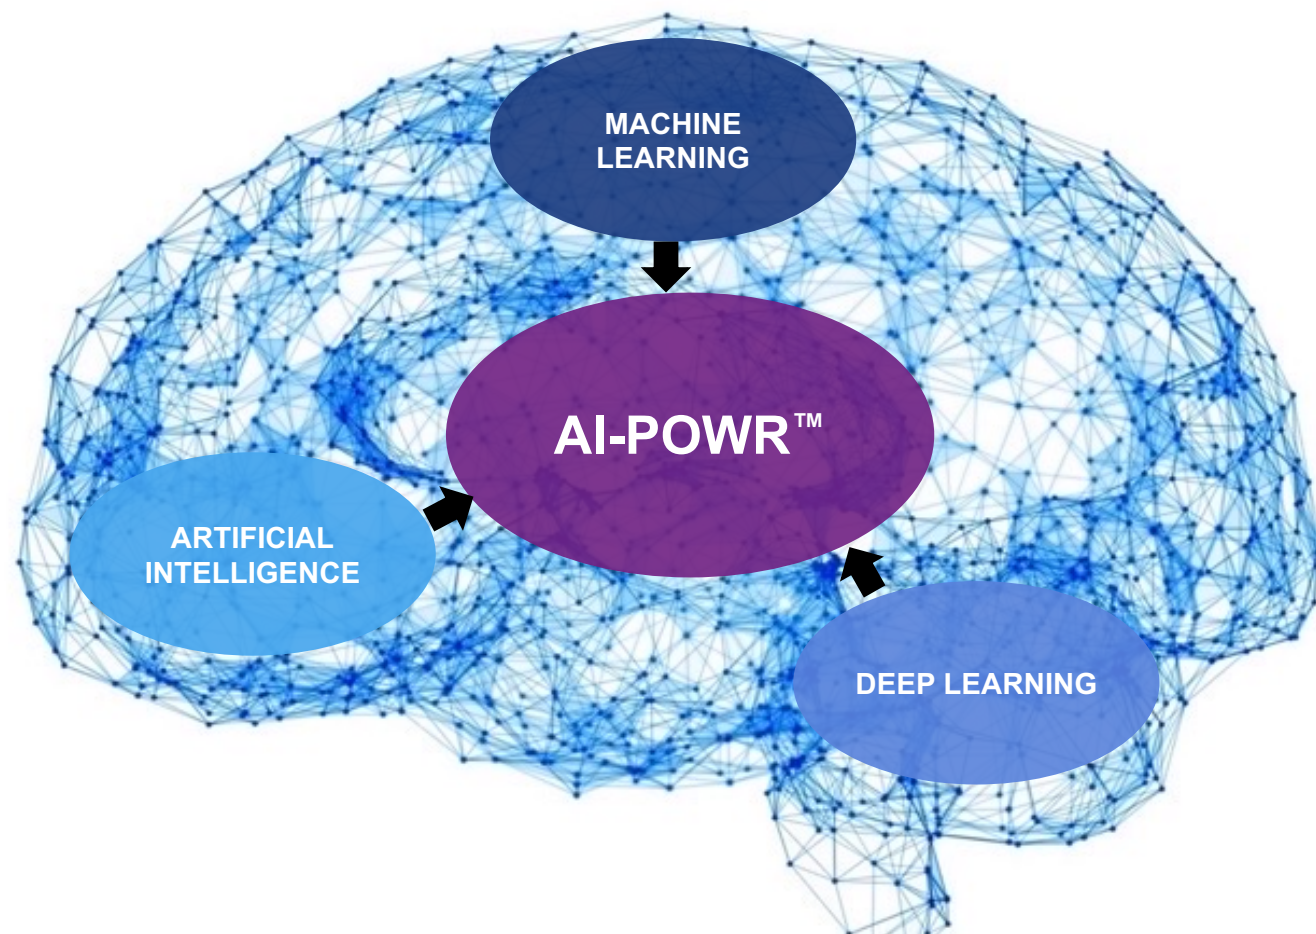 MACHINE
LEARNING
AI-POWR™
ARTIFICIAL
INTELLIGENCE
DEEP LEARNING